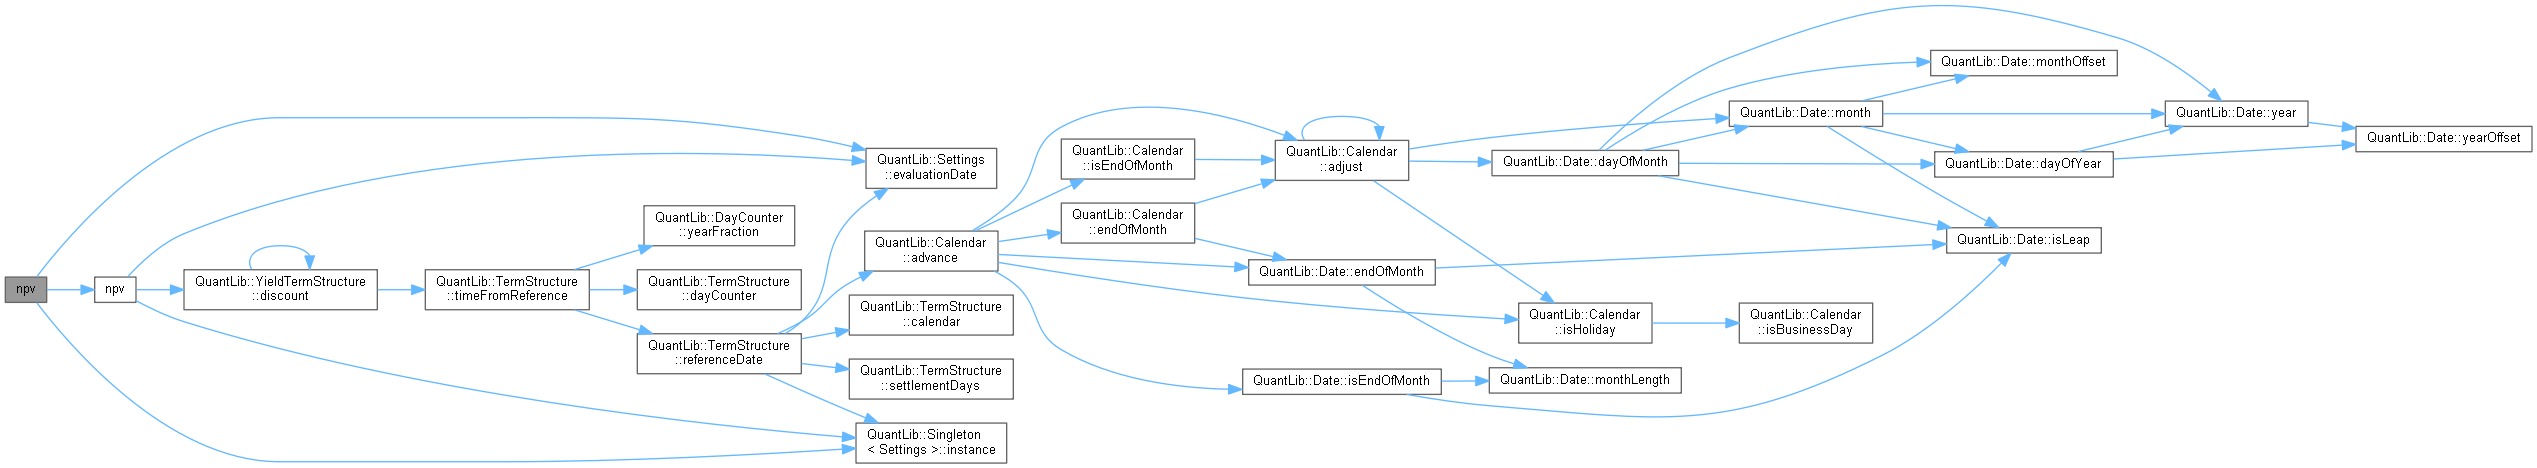 npv
npv
QuantLib::YieldTermStructure
::discount
QuantLib::TermStructure
::timeFromReference
QuantLib::DayCounter
::yearFraction
QuantLib::TermStructure
::dayCounter
QuantLib::TermStructure
::referenceDate
QuantLib::Settings
::evaluationDate
QuantLib::Calendar
::advance
QuantLib::TermStructure
::calendar
QuantLib::TermStructure
::settlementDays
QuantLib::Singleton
< Settings >::instance
QuantLib::Calendar
::isEndOfMonth
QuantLib::Calendar
::endOfMonth
QuantLib::Calendar
::adjust
QuantLib::Date::endOfMonth
QuantLib::Date::isEndOfMonth
QuantLib::Date::dayOfMonth
QuantLib::Calendar
::isHoliday
QuantLib::Date::monthLength
QuantLib::Date::month
QuantLib::Calendar
::isBusinessDay
QuantLib::Date::monthOffset
QuantLib::Date::dayOfYear
QuantLib::Date::isLeap
QuantLib::Date::year
QuantLib::Date::yearOffset